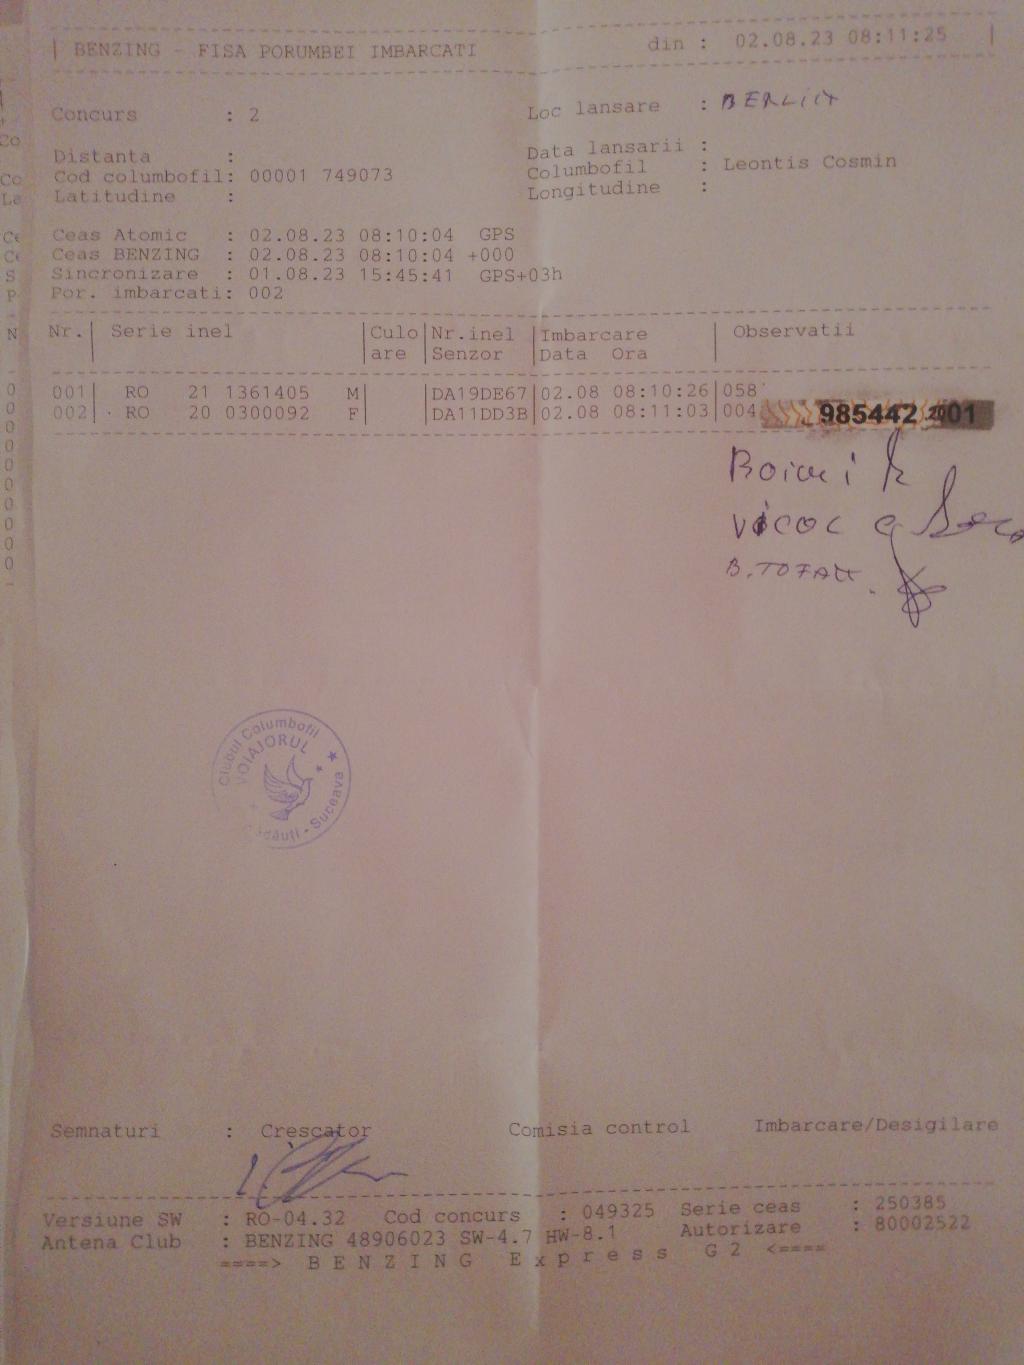 BENZING - FISA PORUMBEI IMBARCATI din : 02.08.23 08:11:25
Concurs : 2 Loc lansare : BERLIN
Distanta : Data lansarii :
Cod columbofil: 00001 749073 Columbofil : Leontis Cosmin
Latitudine : Longitudine :
Ceas Atomic : 02.08.23 08:10:04 GPS
Ceas BENZING : 02.08.23 08:10:04 +000
Sincronizare : 01.08.23 15:45:41 GPS+03h
Por. imbarcati: 002
Nr.| Serie inel |Culo|Nr.inel |Imbarcare | Observatii
| |are |Senzor |Data Ora |
001| RO 21 1361405 M| |DA19DE67|02.08 08:10:26|058
002| RO 20 0300092 F| |DA11DD3B|02.08 08:11:03|004 985442 2001
B. TOFAN.
Clubul Columbofil
VOIAJORUL
Suceava
Semnaturi : Crescator Comisia control Imbarcare/Desigilare
Versiune SW : RO-04.32 Cod concurs : 049325 Serie ceas : 250385
Antena Club : BENZING 48906023 SW-4.7 HW-8.1 Autorizare : 80002522
====> B E N Z I N G E x p r e s s G 2 <====